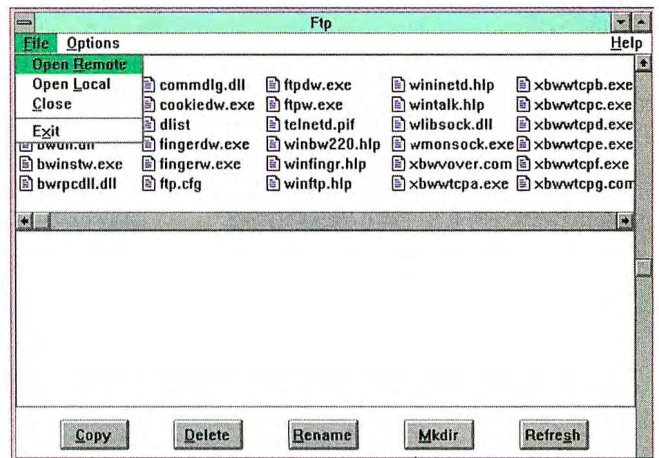 Ftp
File Options Help
Open Remote
Open Local
Close
Exit
commdlg.dll ftpdw.exe wininetd.hlp xbwwtcpb.exe
cookiedw.exe ftpw.exe wintalk.hlp xbwwtcpc.exe
dlist telnetd.pif wlibsock.dll xbwwtcpd.exe
fingerdw.exe winbw220.hlp wmonsock.exe xbwwtcpe.exe
bwinstw.exe fingerw.exe winfingr.hlp xbwvover.com xbwwtcpf.exe
bwrpcdll.dll ftp.cfg winftp.hlp xbwwtcpa.exe xbwwtcpg.com
Copy Delete Rename Mkdir Refresh